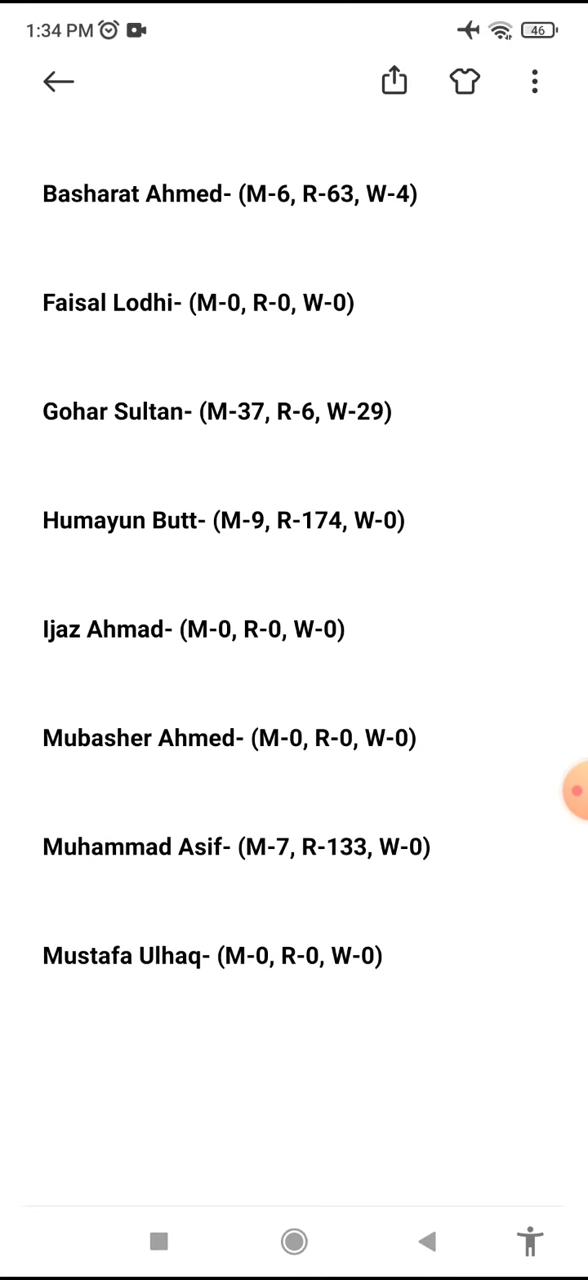 1:34 PM
46
Basharat Ahmed- (M-6, R-63, W-4)
Faisal Lodhi- (M-0, R-0, W-0)
Gohar Sultan- (M-37, R-6, W-29)
Humayun Butt- (M-9, R-174, W-0)
Ijaz Ahmad- (M-0, R-0, W-0)
Mubasher Ahmed- (M-0, R-0, W-0)
Muhammad Asif- (M-7, R-133, W-0)
Mustafa Ulhaq- (M-0, R-0, W-0)